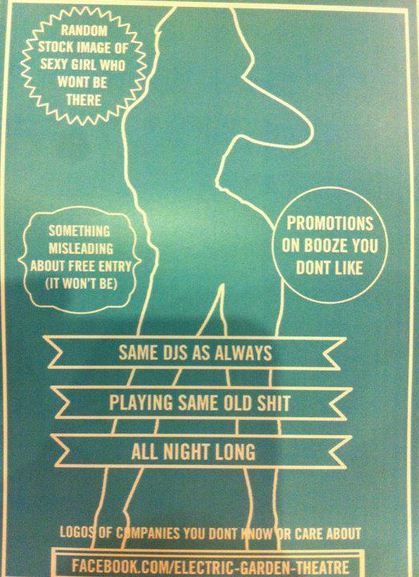 RANDOM
STOCK IMAGE OF
SEXY GIRL WHO
WONT BE
THERE
SOMETHING
MISLEADING
ABOUT FREE ENTRY
(IT WON'T BE)
PROMOTIONS
ON BOOZE YOU
DONT LIKE
SAME DJS AS ALWAYS
PLAYING SAME OLD SHIT
ALL NIGHT LONG
LOGOS OF COMPANIES YOU DONT KNOW OR CARE ABOUT
FACEBOOK.COM/ELECTRIC-GARDEN-THEATRE